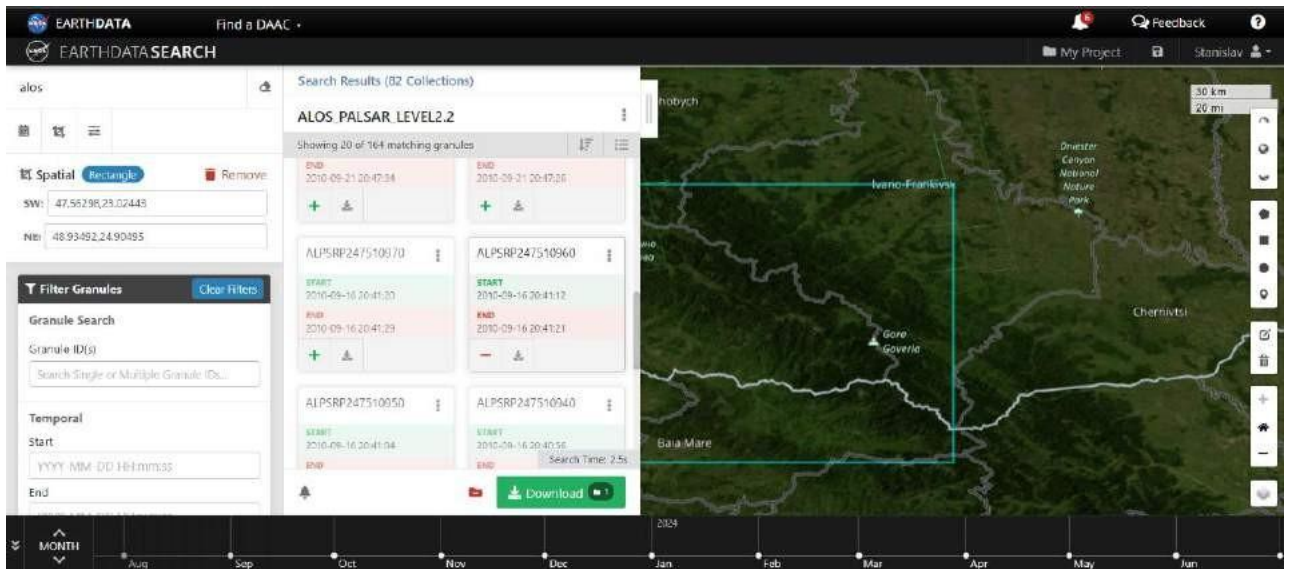 EARTHDATA
Find a DAAC
6
Feedback
EARTHDATA SEARCH
My Project
Stanislav
alos
Spatial
Rectangle
Remove
SW:
47.56298,23.02443
NE:
48.93492,24.90495
Filter Granules
Clear Filters
Granule Search
Granule ID(s)
Search Single or Multiple Granule IDs...
Temporal
Start
YYYY-MM-DD HH:mm:ss
End
Search Results (82 Collections)
ALOS_PALSAR_LEVEL2.2
Showing 20 of 164 matching granules
END
2010-09-21 20:47:34
END
2010-09-21 20:47:26
ALPSRP247510970
START
2010-09-16 20:41:20
END
2010-09-16 20:41:29
ALPSRP247510960
START
2010-09-16 20:41:12
END
2010-09-16 20:41:21
ALPSRP247510950
START
2010-09-16 20:41:04
END
ALPSRP247510940
START
2010-09-16 20:40:56
END
Search Time: 2.5s
Download
1
hobych
Ivano-Frankivsk
Dniester
Canyon
National
Nature
Park
Chernivtsi
Gora
Goverla
Baia Mare
30 km
20 mi
MONTH
2024
Aug
Sep
Oct
Nov
Dec
Jan
Feb
Mar
Apr
May
Jun